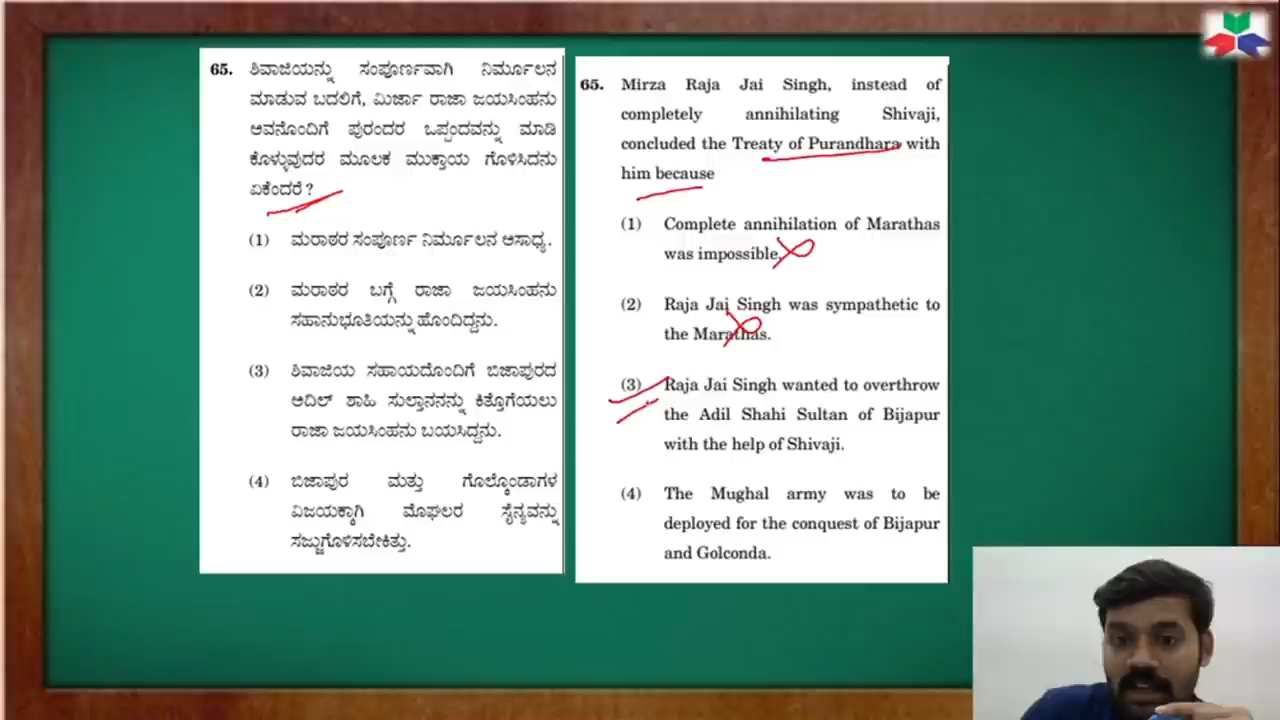 65. ಶಿವಾಜಿಯನ್ನು ಸಂಪೂರ್ಣವಾಗಿ ನಿರ್ಮೂಲನ
ಮಾಡುವ ಬದಲಿಗೆ, ಮಿರ್ಜಾ ರಾಜಾ ಜಯಸಿಂಹನು
ಆವನೊಂದಿಗೆ ಪುರಂದರ ಒಪ್ಪಂದವನ್ನು ಮಾಡಿ
ಕೊಳ್ಳುವುದರ ಮೂಲಕ ಮುಕ್ತಾಯ ಗೊಳಿಸಿದನು
ಏಕೆಂದರೆ ?
(1) ಮರಾಠರ ಸಂಪೂರ್ಣ ನಿರ್ಮೂಲನ ಆಸಾಧ್ಯ.
(2) ಮರಾಠರ ಬಗ್ಗೆ ರಾಜಾ ಜಯಸಿಂಹನು
ಸಹಾನುಭೂತಿಯನ್ನು ಹೊಂದಿದ್ದನು.
(3) ಶಿವಾಜಿಯ ಸಹಾಯದೊಂದಿಗೆ ಬಿಜಾಪುರದ
ಆದಿಲ್ ಶಾಹಿ ಸುಲ್ತಾನನನ್ನು ಕಿತ್ತೊಗೆಯಲು
ರಾಜಾ ಜಯಸಿಂಹನು ಬಯಸಿದ್ದನು.
(4) ಬಿಜಾಪುರ ಮತ್ತು ಗೋಲ್ಕೊಂಡಾಗಳ
ವಿಜಯಕ್ಕಾಗಿ ಮೊಘಲರ ಸೈನ್ಯವನ್ನು
ಸಜ್ಜುಗೊಳಿಸಬೇಕಿತ್ತು.
65. Mirza Raja Jai Singh, instead of
completely annihilating Shivaji,
concluded the Treaty of Purandhara with
him because
(1) Complete annihilation of Marathas
was impossible.
(2) Raja Jai Singh was sympathetic to
the Marathas.
(3) Raja Jai Singh wanted to overthrow
the Adil Shahi Sultan of Bijapur
with the help of Shivaji.
(4) The Mughal army was to be
deployed for the conquest of Bijapur
and Golconda.